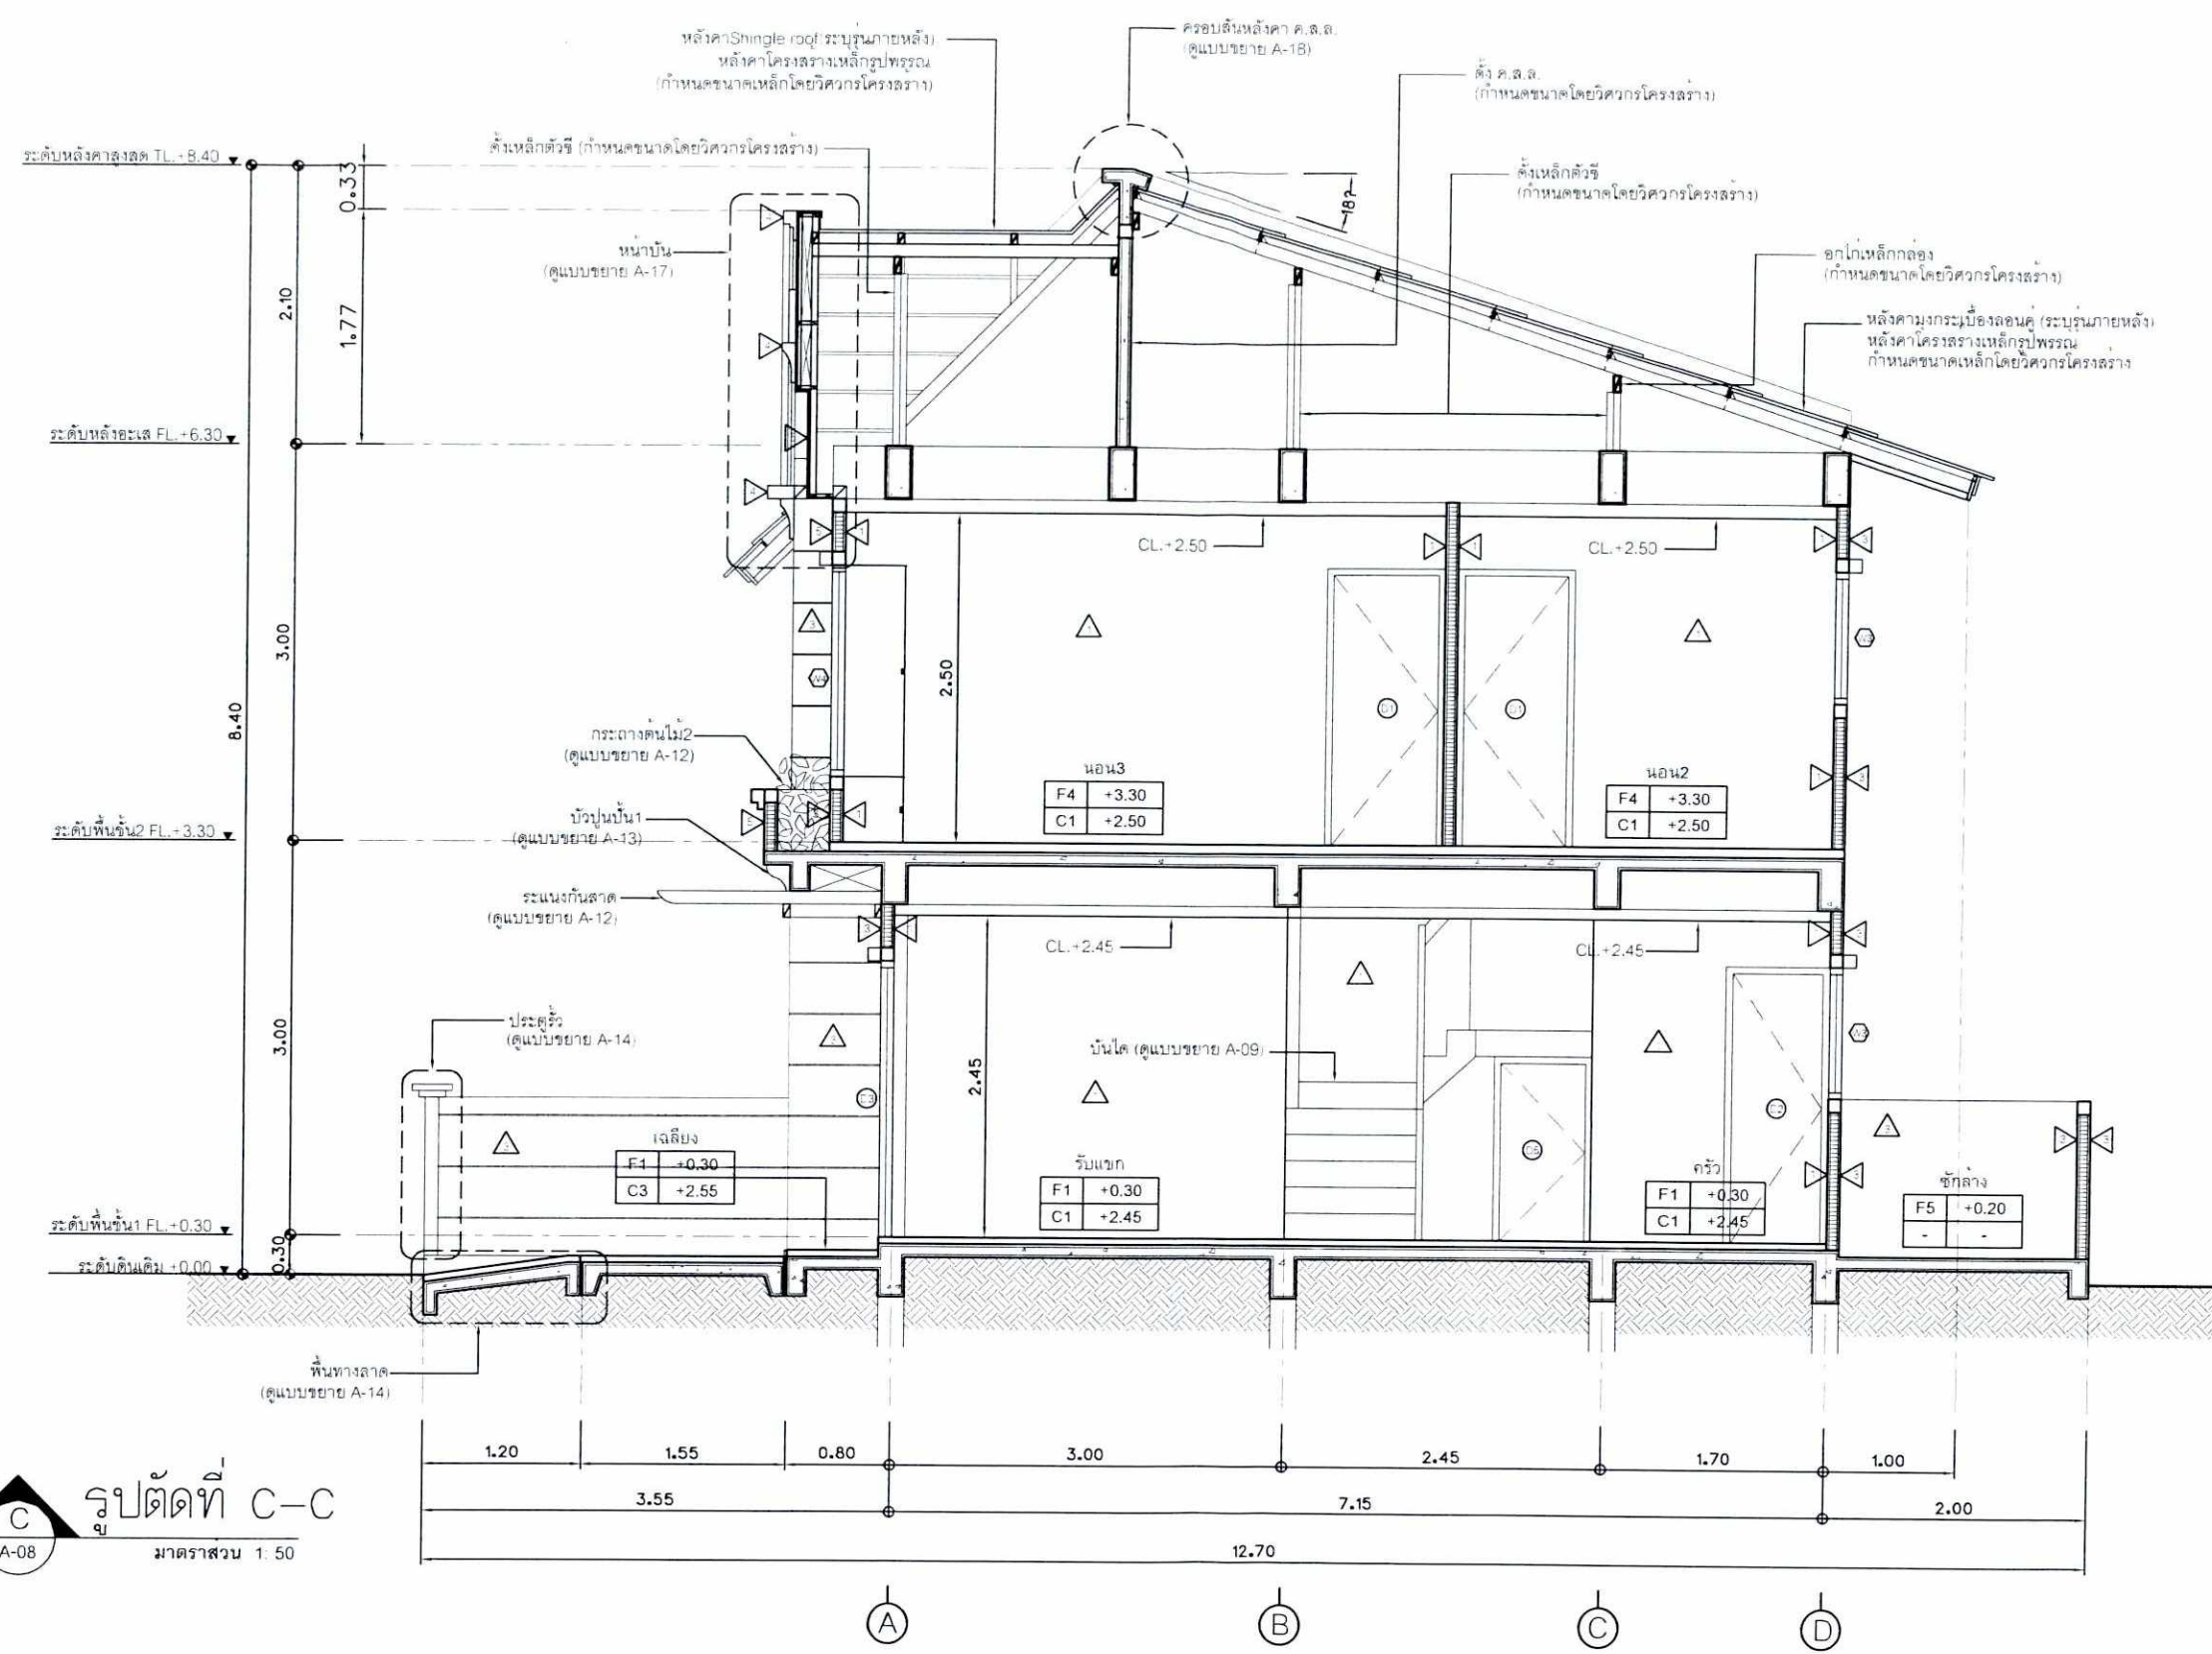 หลังคาShingle roof(ระบุรุ่นภายหลัง)
หลังคาโครงสร้างเหล็กรูปพรรณ
(กำหนดขนาดเหล็กโดยวิศวกรโครงสร้าง)
ครอบสันหลังคา ค.ส.ล.
(ดูแบบขยาย A-18)
ดั้ง ค.ส.ล.
(กำหนดขนาดโดยวิศวกรโครงสร้าง)
ระดับหลังคาสูงสุด TL.+8.40
ดั้งเหล็กตัวซี (กำหนดขนาดโดยวิศวกรโครงสร้าง)
ดั้งเหล็กตัวซี
(กำหนดขนาดโดยวิศวกรโครงสร้าง)
0.33
18?
หน้าบัน
(ดูแบบขยาย A-17)
อกไก่เหล็กกล่อง
(กำหนดขนาดโดยวิศวกรโครงสร้าง)
2.10
1.77
หลังคามุงกระเบื้องลอนคู่ (ระบุรุ่นภายหลัง)
หลังคาโครงสร้างเหล็กรูปพรรณ
กำหนดขนาดเหล็กโดยวิศวกรโครงสร้าง
ระดับหลังอะเส FL.+6.30
CL.+2.50
CL.+2.50
3.00
2.50
8.40
D1
D1
กระถางต้นไม้2
(ดูแบบขยาย A-12)
นอน3
F4 +3.30
C1 +2.50
นอน2
F4 +3.30
C1 +2.50
บัวปูนปั้น1
(ดูแบบขยาย A-13)
ระดับพื้นชั้น2 FL.+3.30
ระแนงกันสาด
(ดูแบบขยาย A-12)
CL.+2.45
CL.+2.45
ประตูรั้ว
(ดูแบบขยาย A-14)
3.00
2.45
บันได (ดูแบบขยาย A-09)
D3
D2
เฉลียง
F1 +0.30
C3 +2.55
รับแขก
F1 +0.30
C1 +2.45
ครัว
F1 +0.30
C1 +2.45
ซักล้าง
F5 +0.20
- -
ระดับพื้นชั้น1 FL.+0.30
0.30
ระดับดินเดิม +0.00
พื้นทางลาด
(ดูแบบขยาย A-14)
1.20 1.55 0.80 3.00 2.45 1.70 1.00
3.55 7.15 2.00
12.70
C
A-08
รูปตัดที่ C-C
มาตราส่วน 1:50
A B C D